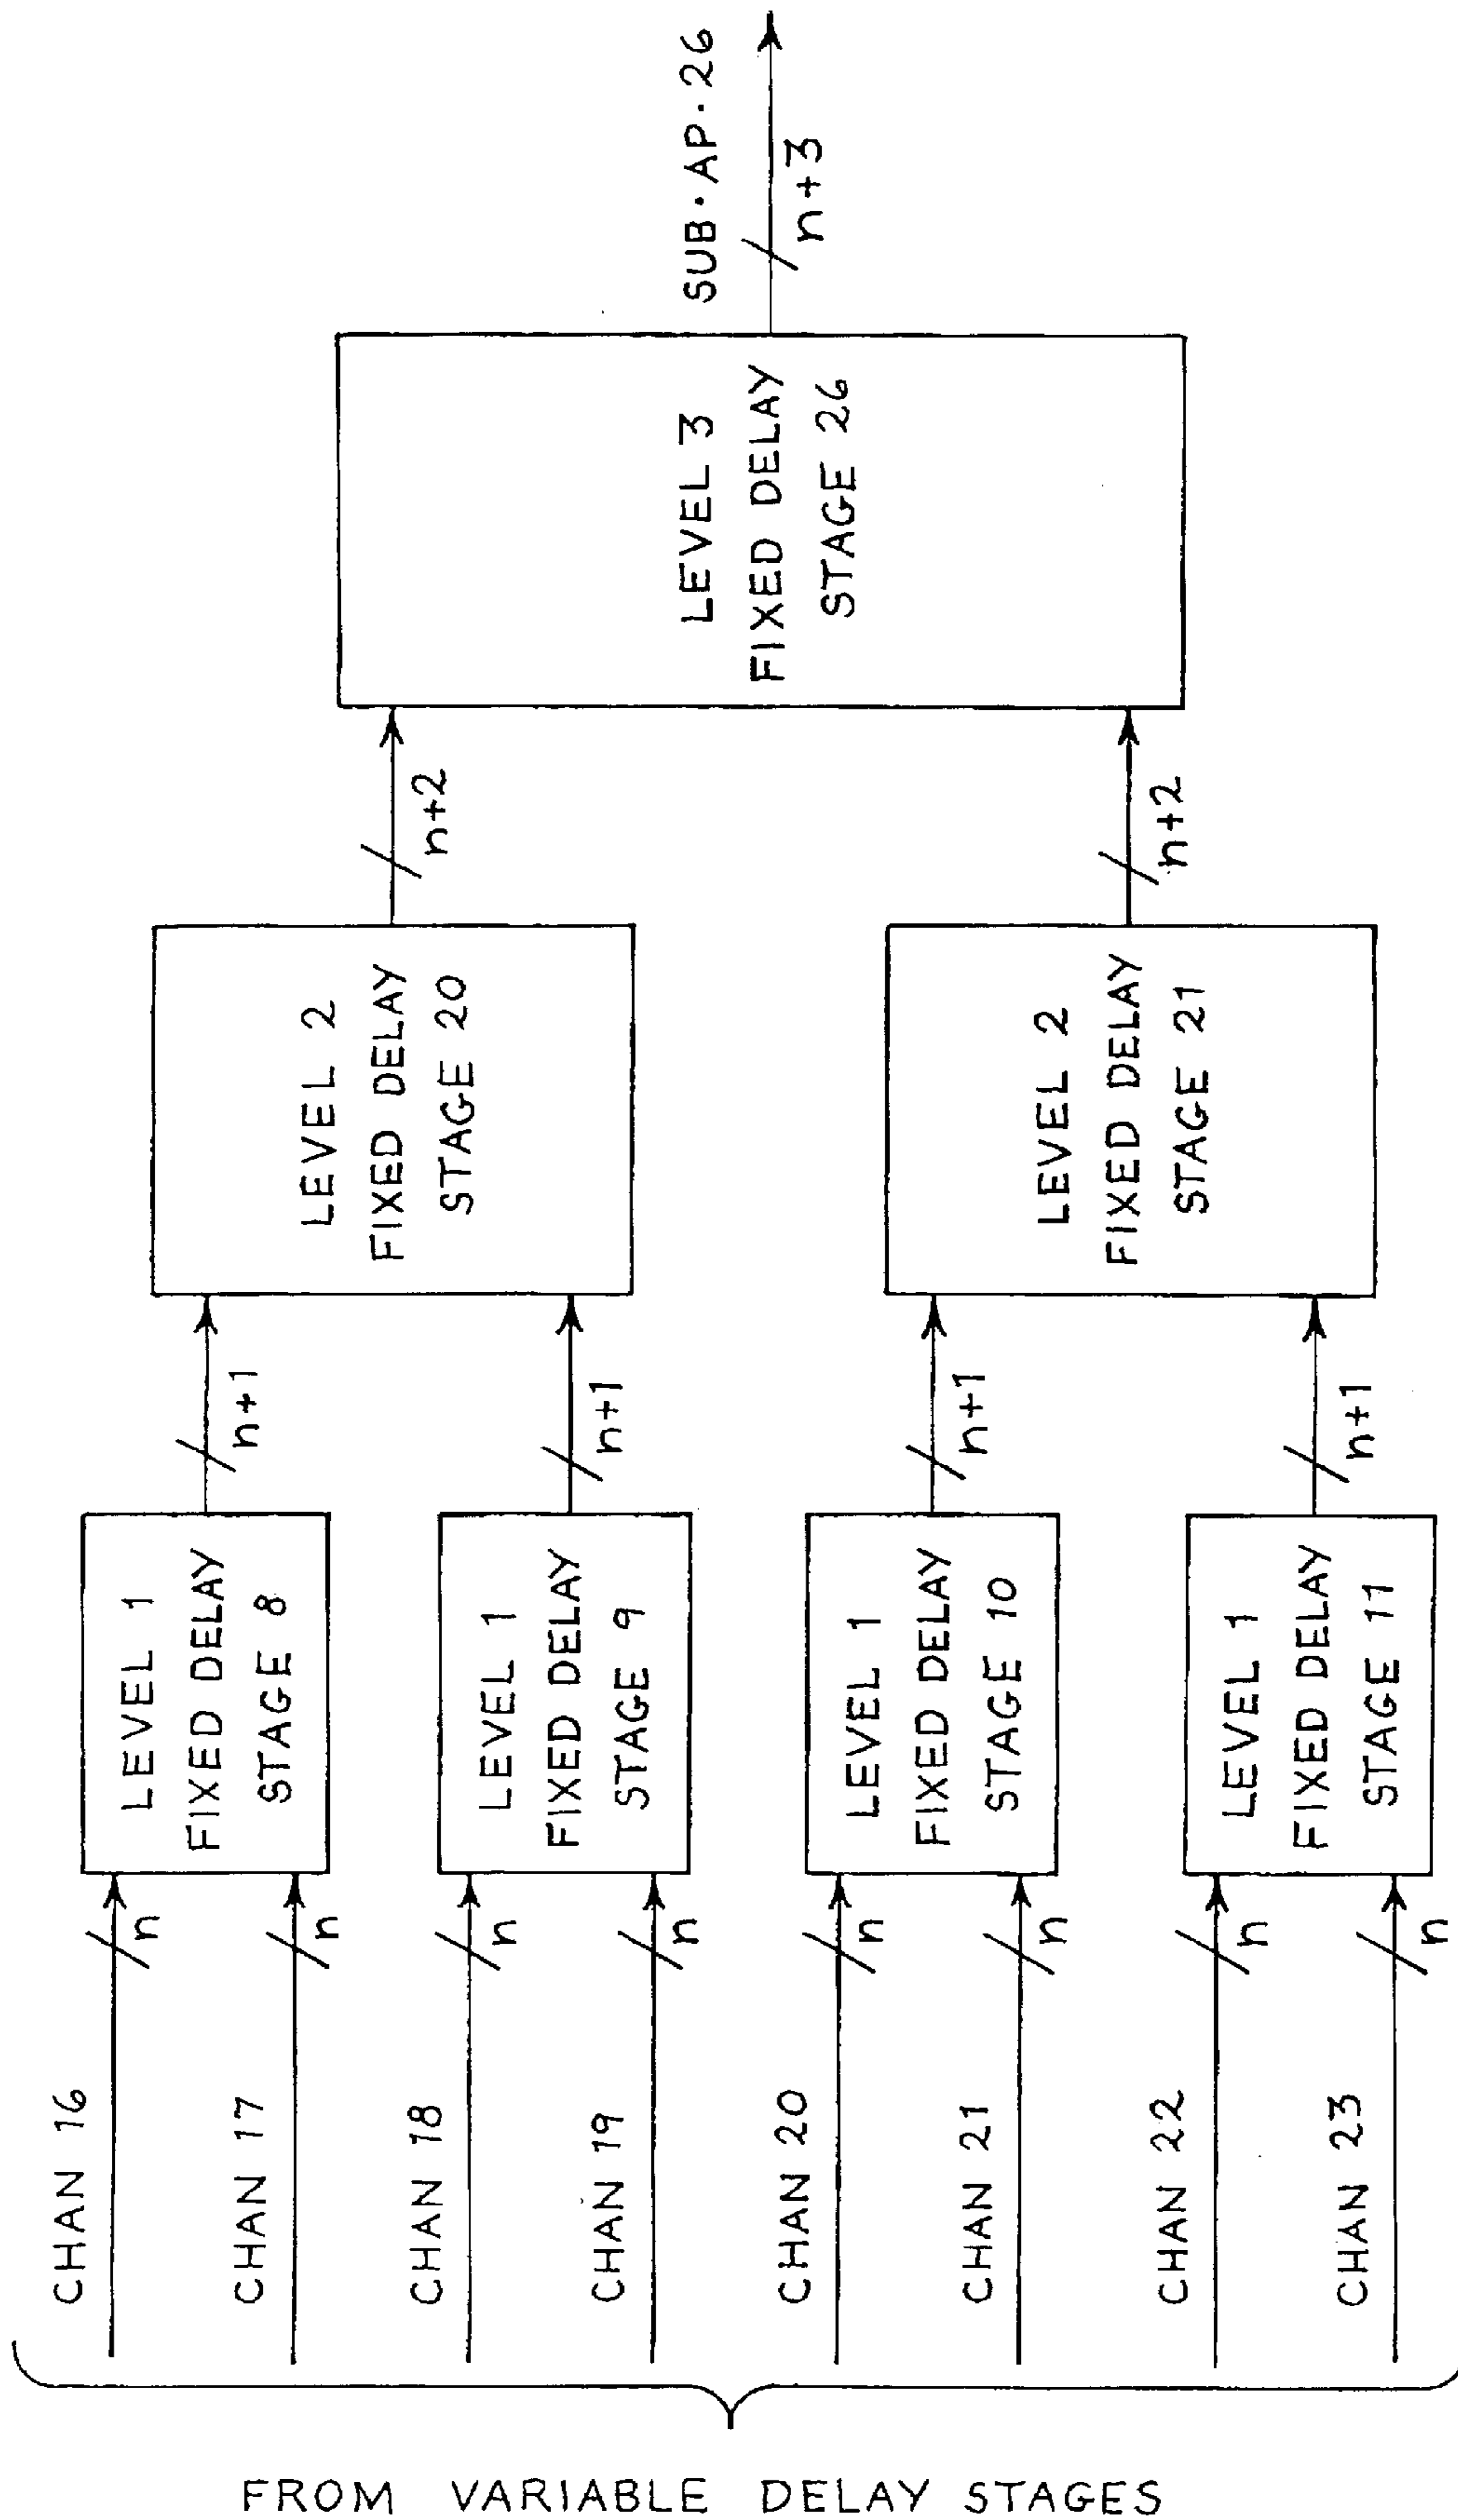 CHAN 16
n
CHAN 17
n
LEVEL 1
FIXED DELAY
STAGE 8
n+1
CHAN 18
n
CHAN 19
n
LEVEL 1
FIXED DELAY
STAGE 9
n+1
LEVEL 2
FIXED DELAY
STAGE 20
n+2
CHAN 20
n
CHAN 21
n
LEVEL 1
FIXED DELAY
STAGE 10
n+1
CHAN 22
n
CHAN 23
n
LEVEL 1
FIXED DELAY
STAGE 11
n+1
LEVEL 2
FIXED DELAY
STAGE 21
n+2
LEVEL 3
FIXED DELAY
STAGE 26
SUB·AP·26
n+3
FROM VARIABLE DELAY STAGES